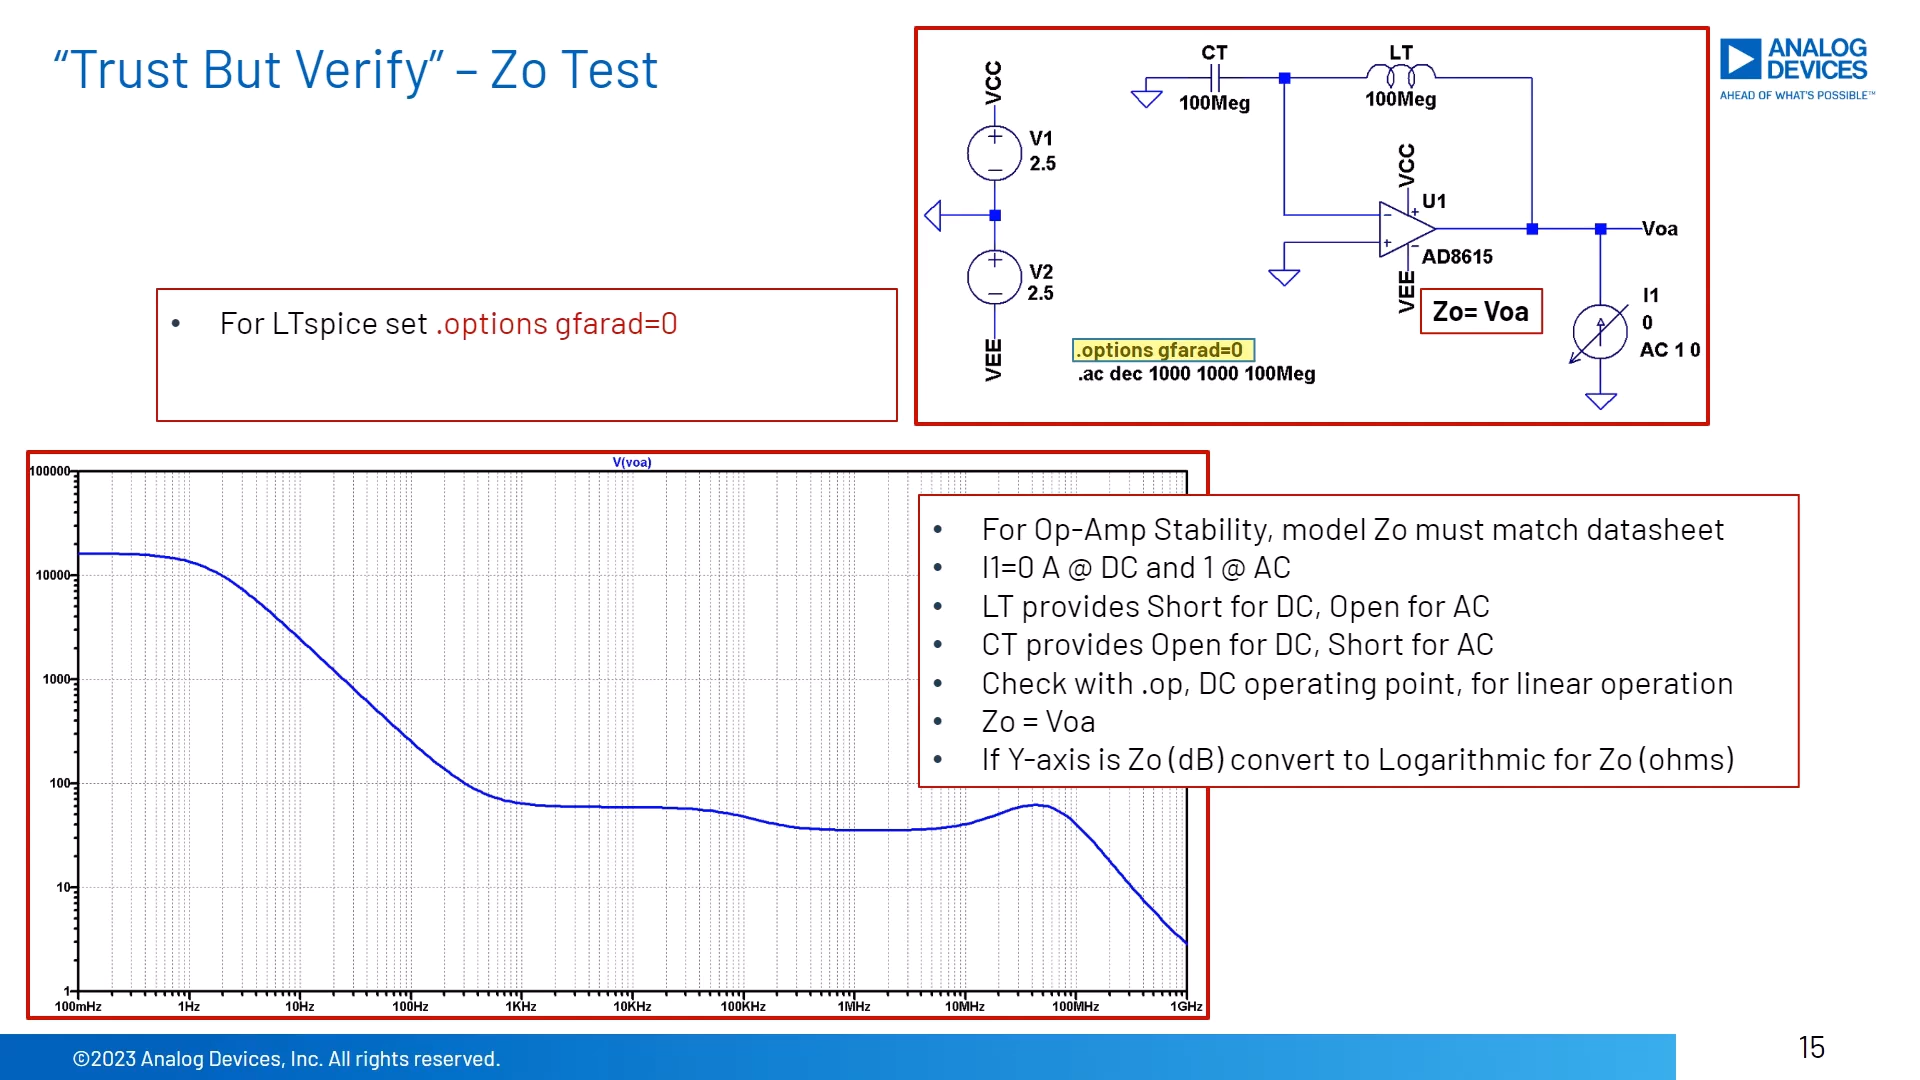 “Trust But Verify” – Zo Test
ANALOG
DEVICES
AHEAD OF WHAT'S POSSIBLE™
VCC
V1
2.5
V2
2.5
VEE
CT
100Meg
LT
100Meg
VCC
U1
AD8615
VEE
Voa
Zo= Voa
I1
0
AC 1 0
.options gfarad=0
.ac dec 1000 1000 100Meg
• For LTspice set .options gfarad=0
V(voa)
100000
10000
1000
100
10
1
100mHz 1Hz 10Hz 100Hz 1KHz 10KHz 100KHz 1MHz 10MHz 100MHz 1GHz
• For Op-Amp Stability, model Zo must match datasheet
• I1=0 A @ DC and 1 @ AC
• LT provides Short for DC, Open for AC
• CT provides Open for DC, Short for AC
• Check with .op, DC operating point, for linear operation
• Zo = Voa
• If Y-axis is Zo (dB) convert to Logarithmic for Zo (ohms)
©2023 Analog Devices, Inc. All rights reserved.
15